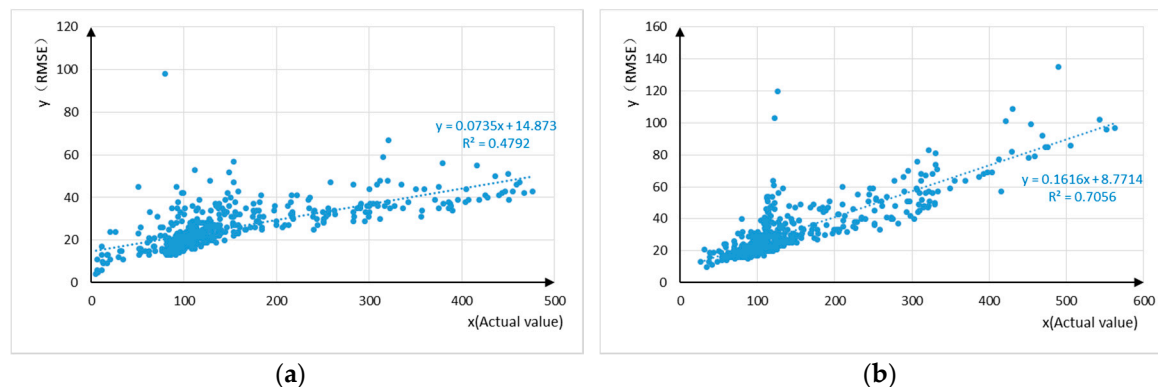 120
100
80
60
40
20
0
y (RMSE)
y = 0.0735x + 14.873
R² = 0.4792
0 100 200 300 400 500
x(Actual value)
(a)
160
140
120
100
80
60
40
20
0
y (RMSE)
y = 0.1616x + 8.7714
R² = 0.7056
0 100 200 300 400 500 600
x(Actual value)
(b)